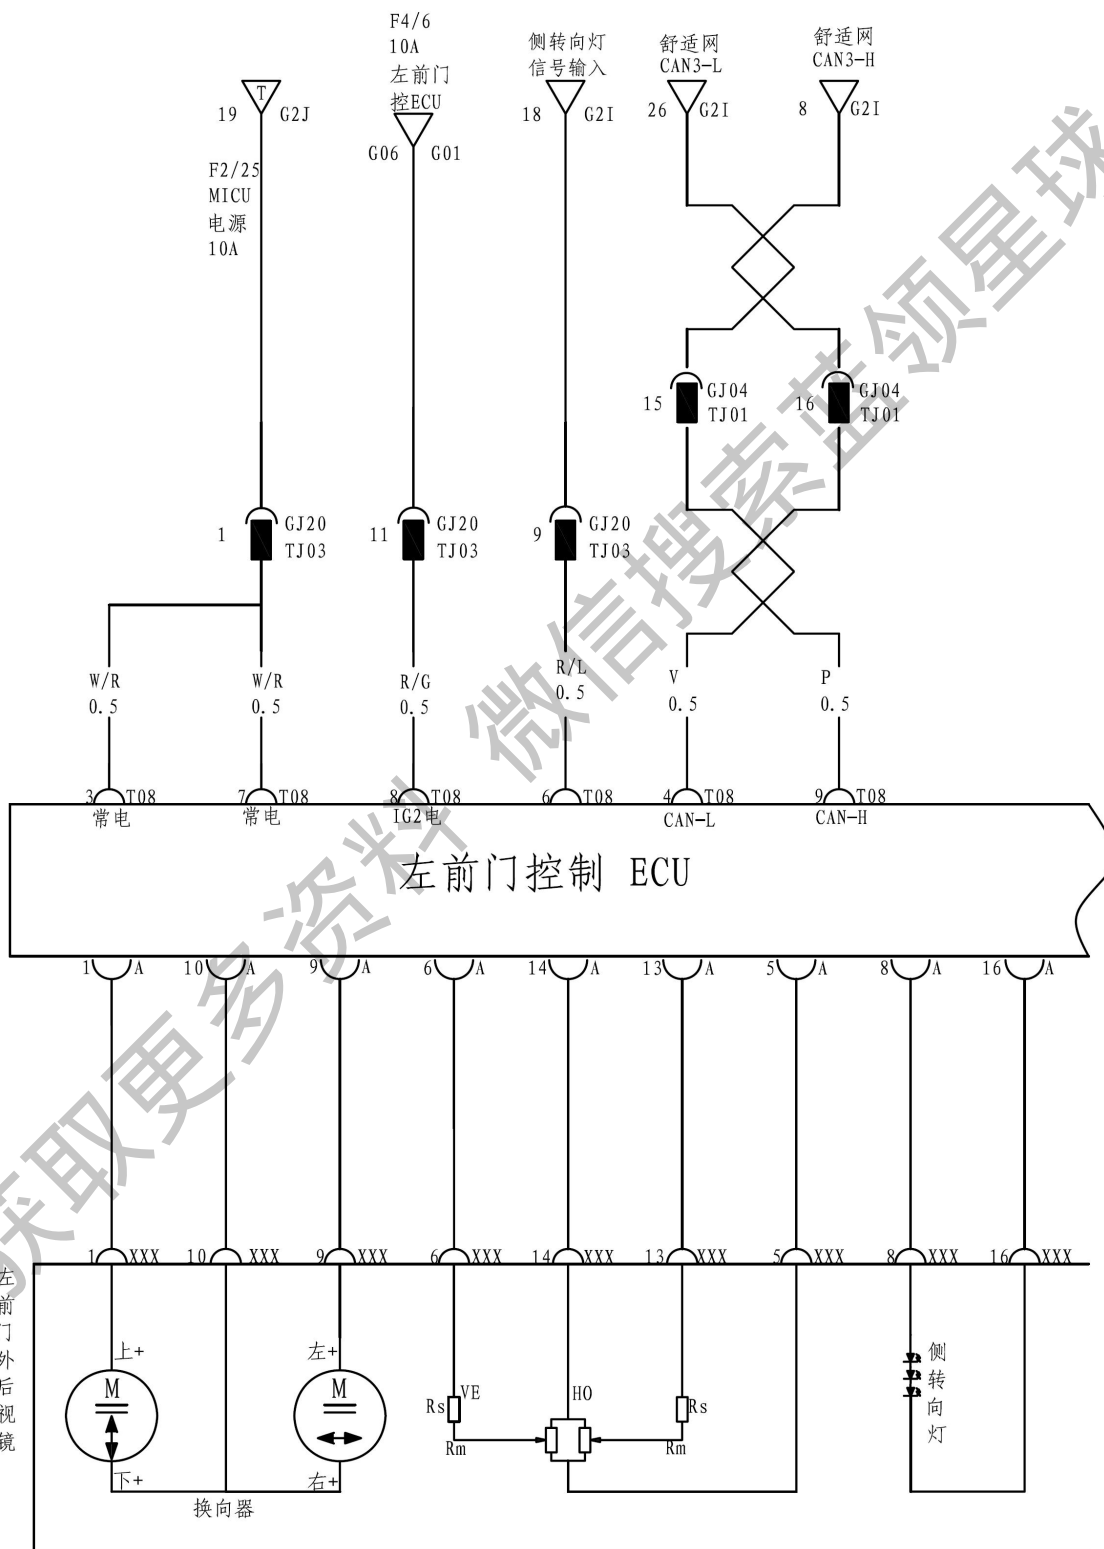 F4/6
10A
左前门
控ECU
侧转向灯
信号输入
舒适网
CAN3-L
舒适网
CAN3-H
T
19 G2J
G06 G01
18 G2I
26 G2I
8 G2I
F2/25
MICU
电源
10A
15 GJ04
TJ01
16 GJ04
TJ01
1 GJ20
TJ03
11 GJ20
TJ03
9 GJ20
TJ03
W/R
0.5
W/R
0.5
R/G
0.5
R/L
0.5
V
0.5
P
0.5
3 T08
常电
7 T08
常电
8 T08
IG2电
6 T08
4 T08
CAN-L
9 T08
CAN-H
左前门控制 ECU
1 A
10 A
9 A
6 A
14 A
13 A
5 A
8 A
16 A
1 XXX
10 XXX
9 XXX
6 XXX
14 XXX
13 XXX
5 XXX
8 XXX
16 XXX
左前门外后视镜
上+
M
下+
左+
M
右+
换向器
Rs VE
Rm
HO
Rs
Rm
侧转向灯
获取更多资料 微信搜索蓝领星球